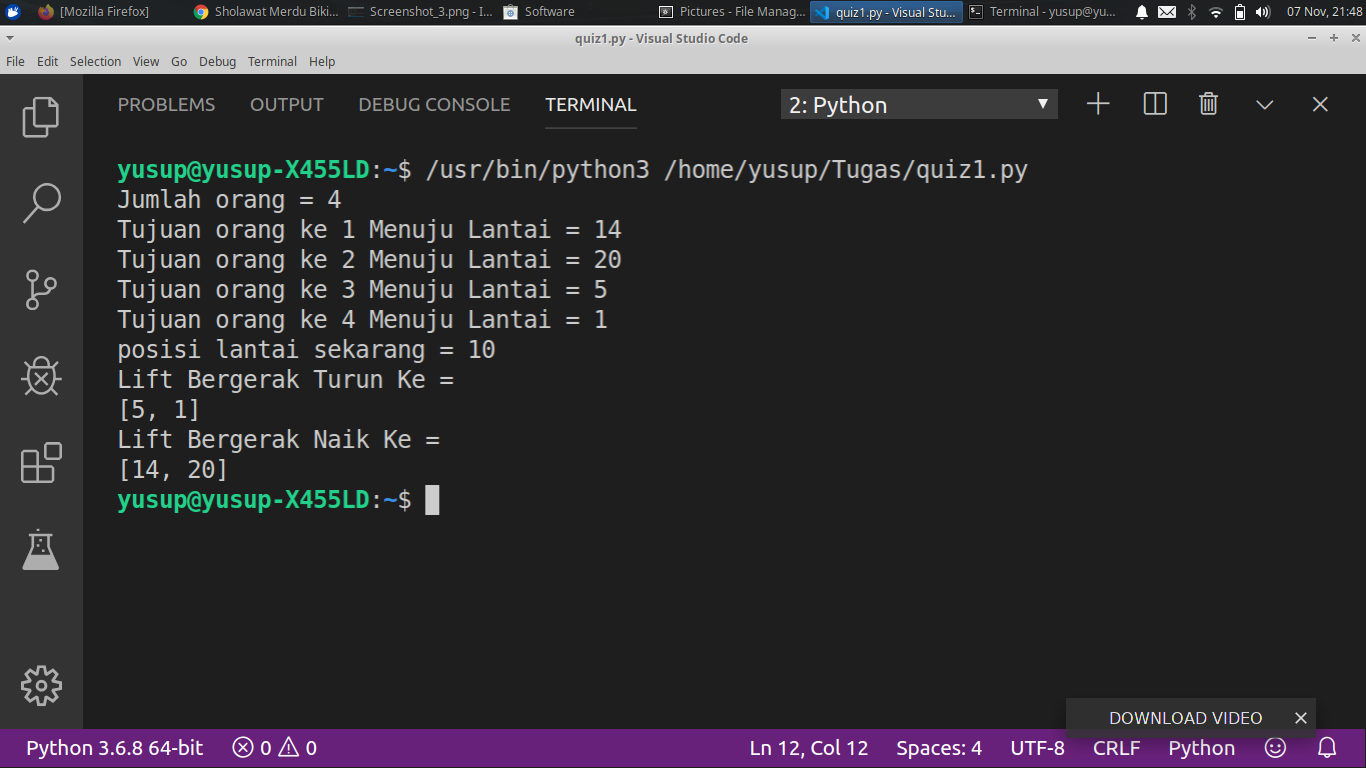 [Mozilla Firefox] Sholawat Merdu Biki... Screenshot_3.png - I... Software Pictures - File Manag... quiz1.py - Visual Stu... Terminal - yusup@yu... 07 Nov, 21:48
quiz1.py - Visual Studio Code
File Edit Selection View Go Debug Terminal Help
PROBLEMS OUTPUT DEBUG CONSOLE TERMINAL 2: Python
yusup@yusup-X455LD:~$ /usr/bin/python3 /home/yusup/Tugas/quiz1.py
Jumlah orang = 4
Tujuan orang ke 1 Menuju Lantai = 14
Tujuan orang ke 2 Menuju Lantai = 20
Tujuan orang ke 3 Menuju Lantai = 5
Tujuan orang ke 4 Menuju Lantai = 1
posisi lantai sekarang = 10
Lift Bergerak Turun Ke =
[5, 1]
Lift Bergerak Naik Ke =
[14, 20]
yusup@yusup-X455LD:~$
DOWNLOAD VIDEO
Python 3.6.8 64-bit 0 0 Ln 12, Col 12 Spaces: 4 UTF-8 CRLF Python